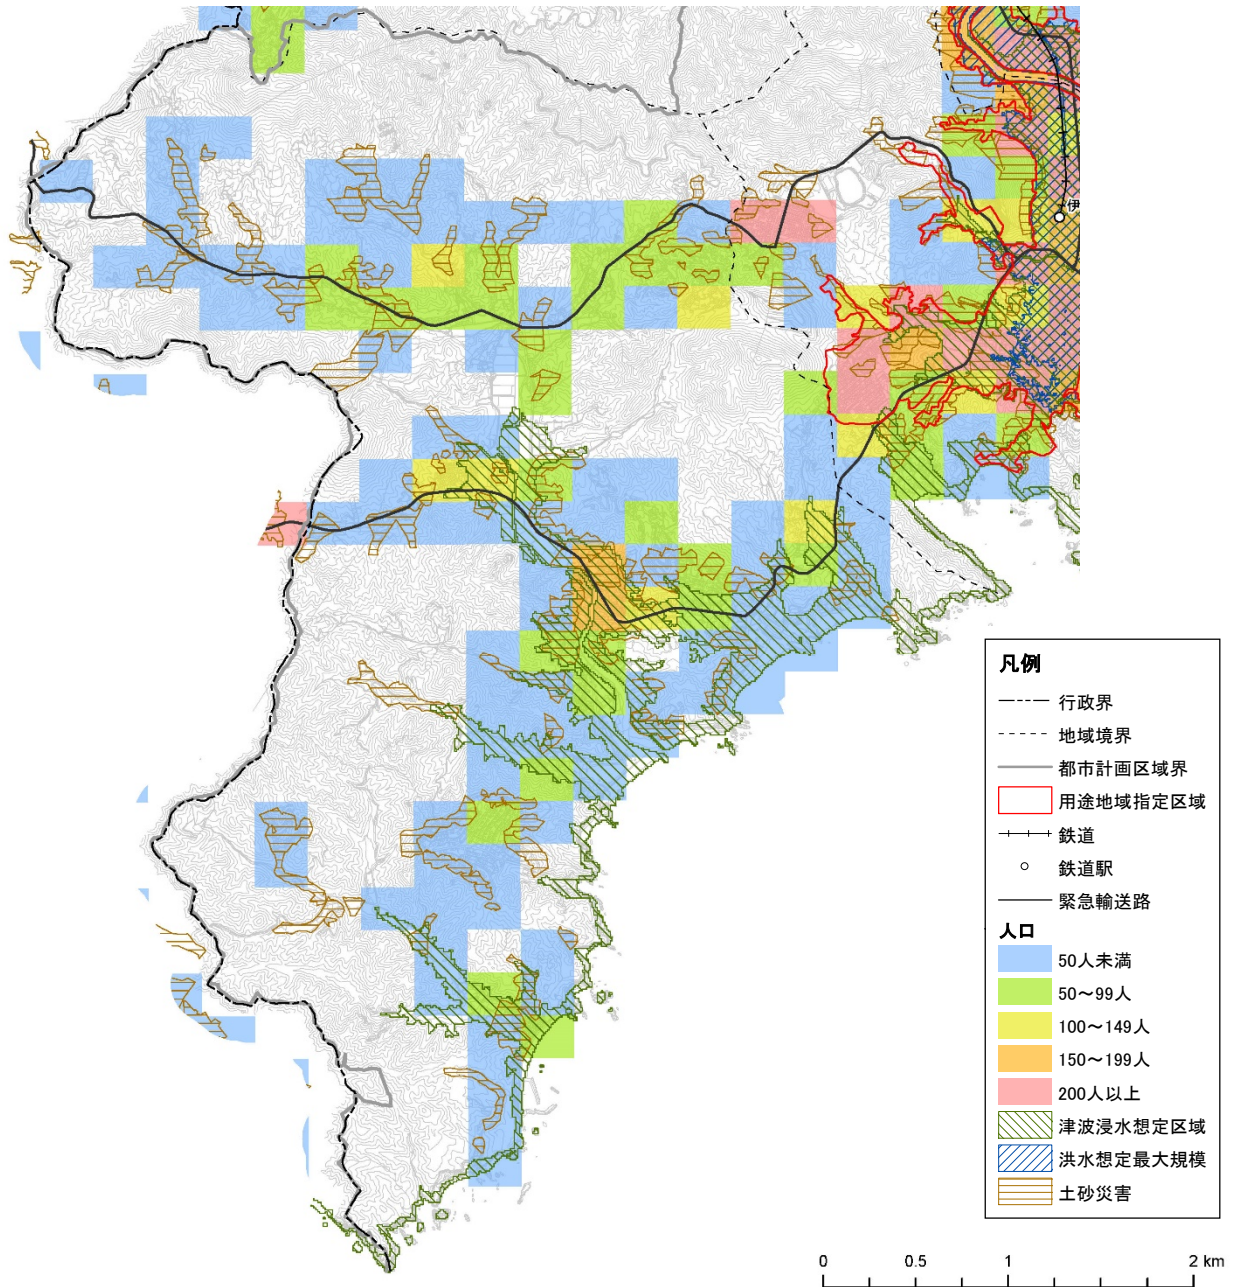 伊
凡例
行政界
地域境界
都市計画区域界
用途地域指定区域
鉄道
鉄道駅
緊急輸送路
人口
50人未満
50～99人
100～149人
150～199人
200人以上
津波浸水想定区域
洪水想定最大規模
土砂災害
0 0.5 1 2 km